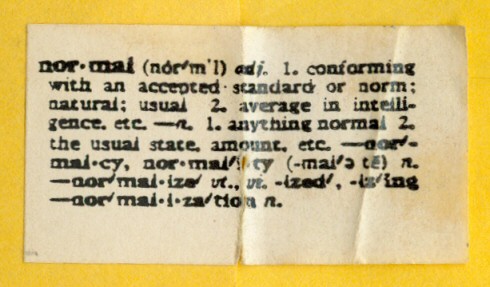 nor·mal (nôr′m'l) adj. 1. conforming
with an accepted standard or norm;
natural; usual 2. average in intelli-
gence, etc. —n. 1. anything normal 2.
the usual state, amount, etc. —nor′-
mal·cy, nor·mal′i·ty (-mal′ə tē) n.
—nor′mal·ize′ vt., vi. -ized′, -iz′ing
—nor′mal·i·za′tion n.